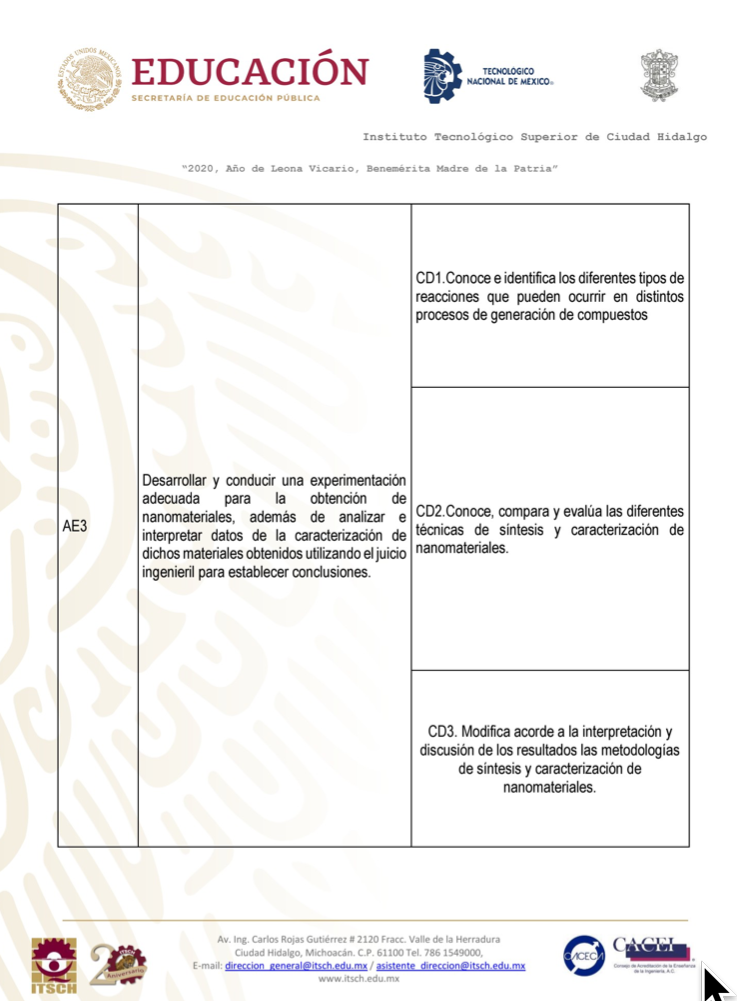 EDUCACIÓN
SECRETARÍA DE EDUCACIÓN PÚBLICA
ESTADOS UNIDOS MEXICANOS
TECNOLÓGICO
NACIONAL DE MÉXICO
Instituto Tecnológico Superior de Ciudad Hidalgo
"2020, Año de Leona Vicario, Benemérita Madre de la Patria"
AE3
Desarrollar y conducir una experimentación
adecuada para la obtención de
nanomateriales, además de analizar e
interpretar datos de la caracterización de
dichos materiales obtenidos utilizando el juicio
ingenieril para establecer conclusiones.
CD1.Conoce e identifica los diferentes tipos de
reacciones que pueden ocurrir en distintos
procesos de generación de compuestos
CD2.Conoce, compara y evalúa las diferentes
técnicas de síntesis y caracterización de
nanomateriales.
CD3. Modifica acorde a la interpretación y
discusión de los resultados las metodologías
de síntesis y caracterización de
nanomateriales.
Av. Ing. Carlos Rojas Gutiérrez # 2120 Fracc. Valle de la Herradura
Ciudad Hidalgo, Michoacán. C.P. 61100 Tel. 786 1549000,
E-mail: direccion_general@itsch.edu.mx / asistente_direccion@itsch.edu.mx
www.itsch.edu.mx
ITSCH
Aniversario
CACECA
CACEI
Consejo de Acreditación de la Enseñanza
de la Ingeniería, A.C.